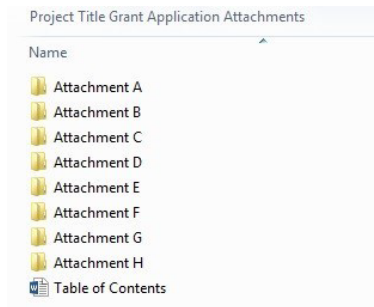 Project Title Grant Application Attachments
Name
Attachment A
Attachment B
Attachment C
Attachment D
Attachment E
Attachment F
Attachment G
Attachment H
Table of Contents